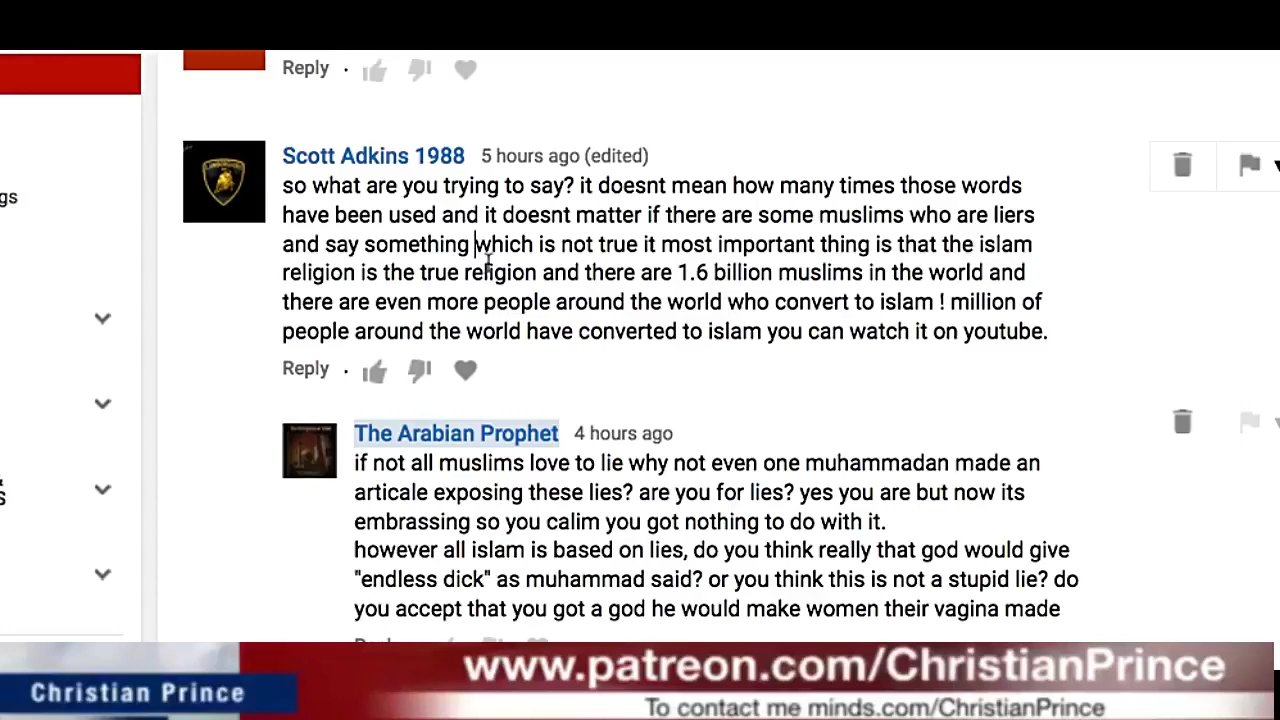 Reply ·
Scott Adkins 1988 5 hours ago (edited)
gs
so what are you trying to say? it doesnt mean how many times those words
have been used and it doesnt matter if there are some muslims who are liers
and say something which is not true it most important thing is that the islam
religion is the true religion and there are 1.6 billion muslims in the world and
there are even more people around the world who convert to islam ! million of
people around the world have converted to islam you can watch it on youtube.
Reply ·
The Arabian Prophet 4 hours ago
if not all muslims love to lie why not even one muhammadan made an
articale exposing these lies? are you for lies? yes you are but now its
embrassing so you calim you got nothing to do with it.
however all islam is based on lies, do you think really that god would give
"endless dick" as muhammad said? or you think this is not a stupid lie? do
you accept that you got a god he would make women their vagina made
www.patreon.com/ChristianPrince
Christian Prince
To contact me minds.com/ChristianPrince